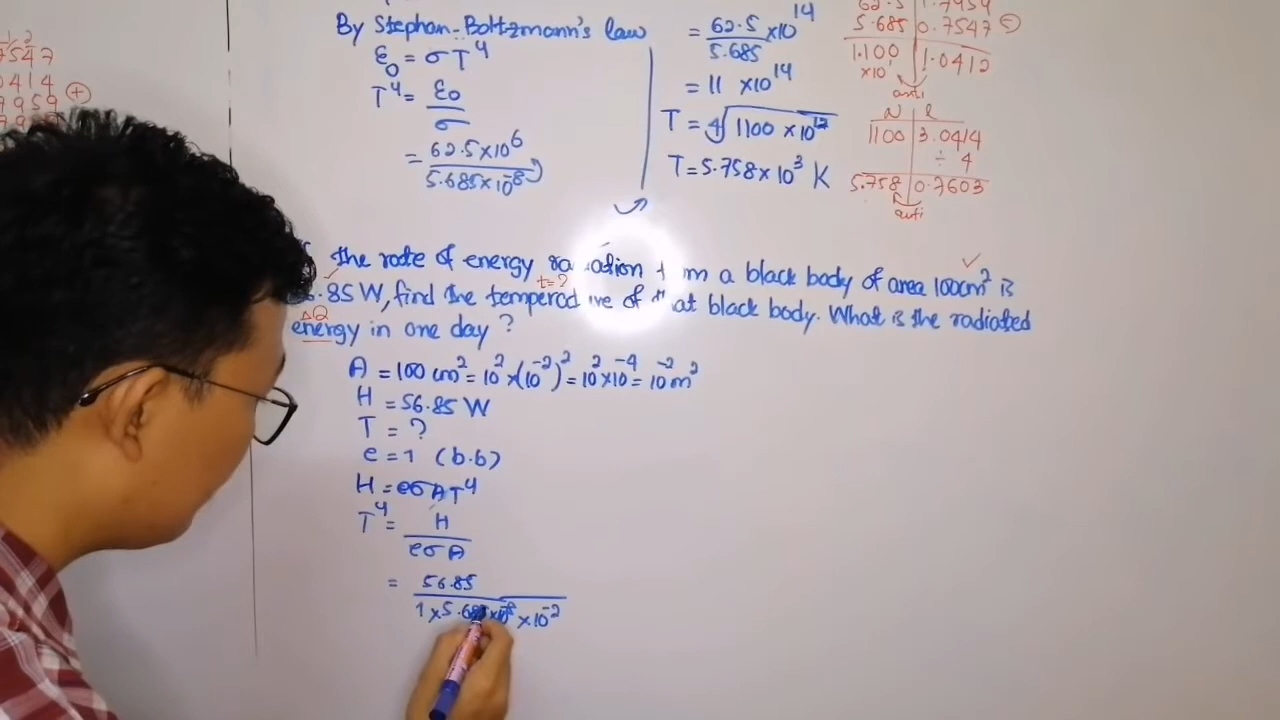 By Stephan-Boltzmann's law
ε₀ = σT⁴
T⁴ = ε₀/σ
= 62.5×10⁶/5.685×10⁻⁸
= 62.5/5.685 ×10¹⁴
= 11 ×10¹⁴
T = ⁴√1100 ×10¹²
T = 5.758×10³ K
5.685 | 0.7547 ⊖
1.100 ×10¹ | 1.0412
anti
N | L
1100 | 3.0414
÷ 4
5.758 | 0.7603
anti
7547
0414 ⊕
the rate of energy radiation from a black body of area 100cm² is
.85 W, find the temperature of that black body. What is the radiated
t=?
ΔQ
energy in one day ?
A = 100 cm² = 10² ×(10⁻²)² = 10² ×10⁻⁴ = 10⁻² m²
H = 56.85 W
T = ?
e = 1 (b.b)
H = eσAT⁴
T⁴ = H/eσA
= 56.85/1×5.685×10⁻⁸×10⁻²